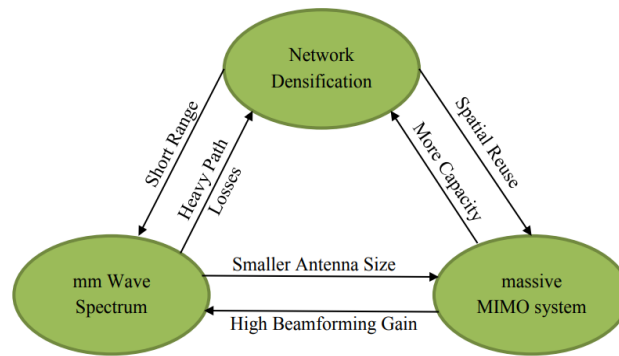 Network
Densification
Short Range
Heavy Path
Losses
More Capacity
Spatial Reuse
mm Wave
Spectrum
Smaller Antenna Size
High Beamforming Gain
massive
MIMO system